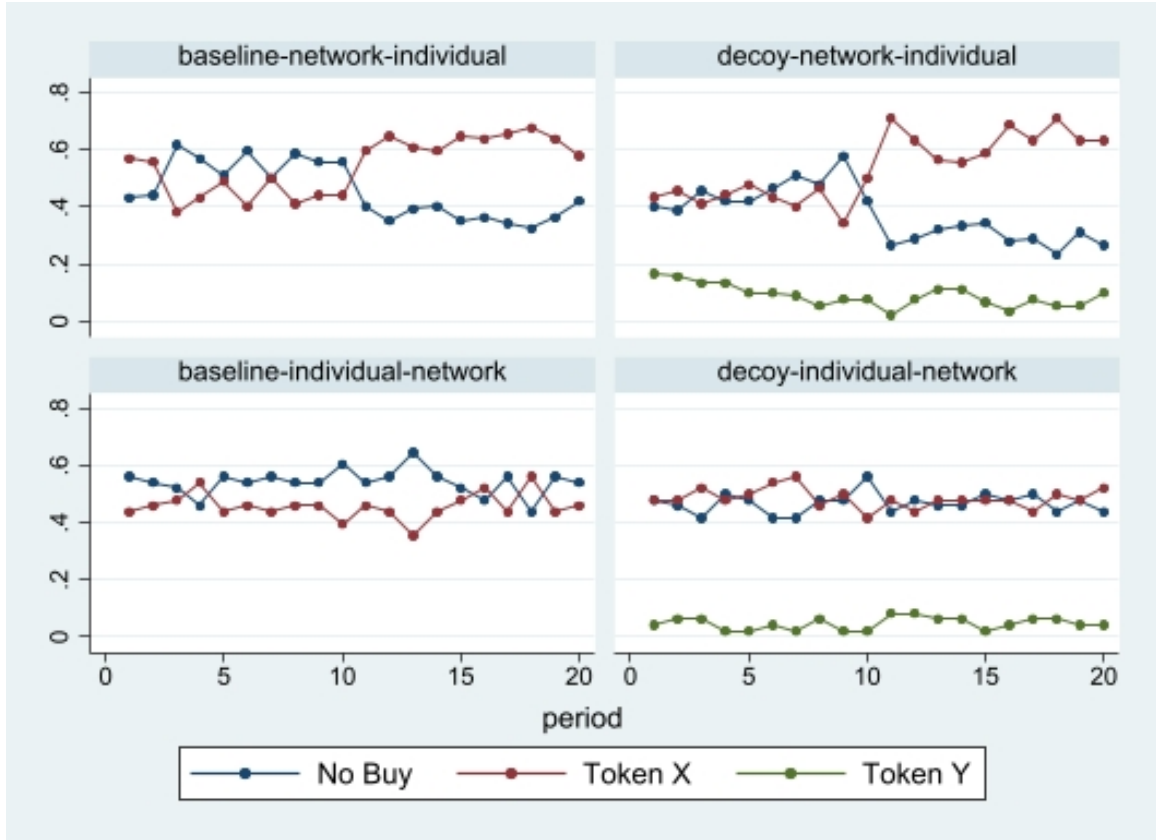 baseline-network-individual decoy-network-individual
.8
.6
.4
.2
0
baseline-individual-network decoy-individual-network
.8
.6
.4
.2
0
0 5 10 15 20 0 5 10 15 20
period
No Buy Token X Token Y